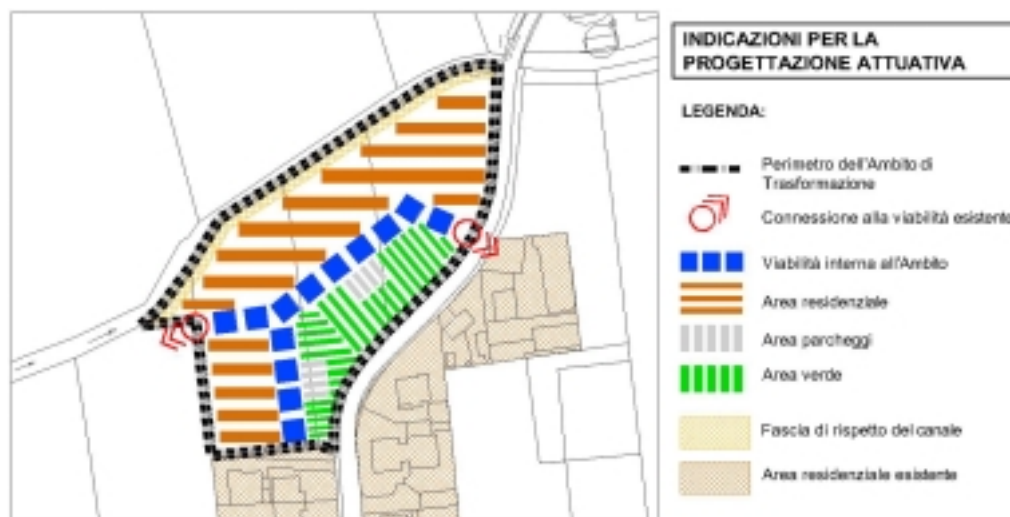 INDICAZIONI PER LA
PROGETTAZIONE ATTUATIVA
LEGENDA:
Perimetro dell'Ambito di
Trasformazione
Connessione alla viabilità esistente
Viabilità interna all'Ambito
Area residenziale
Area parcheggi
Area verde
Fascia di rispetto del canale
Area residenziale esistente